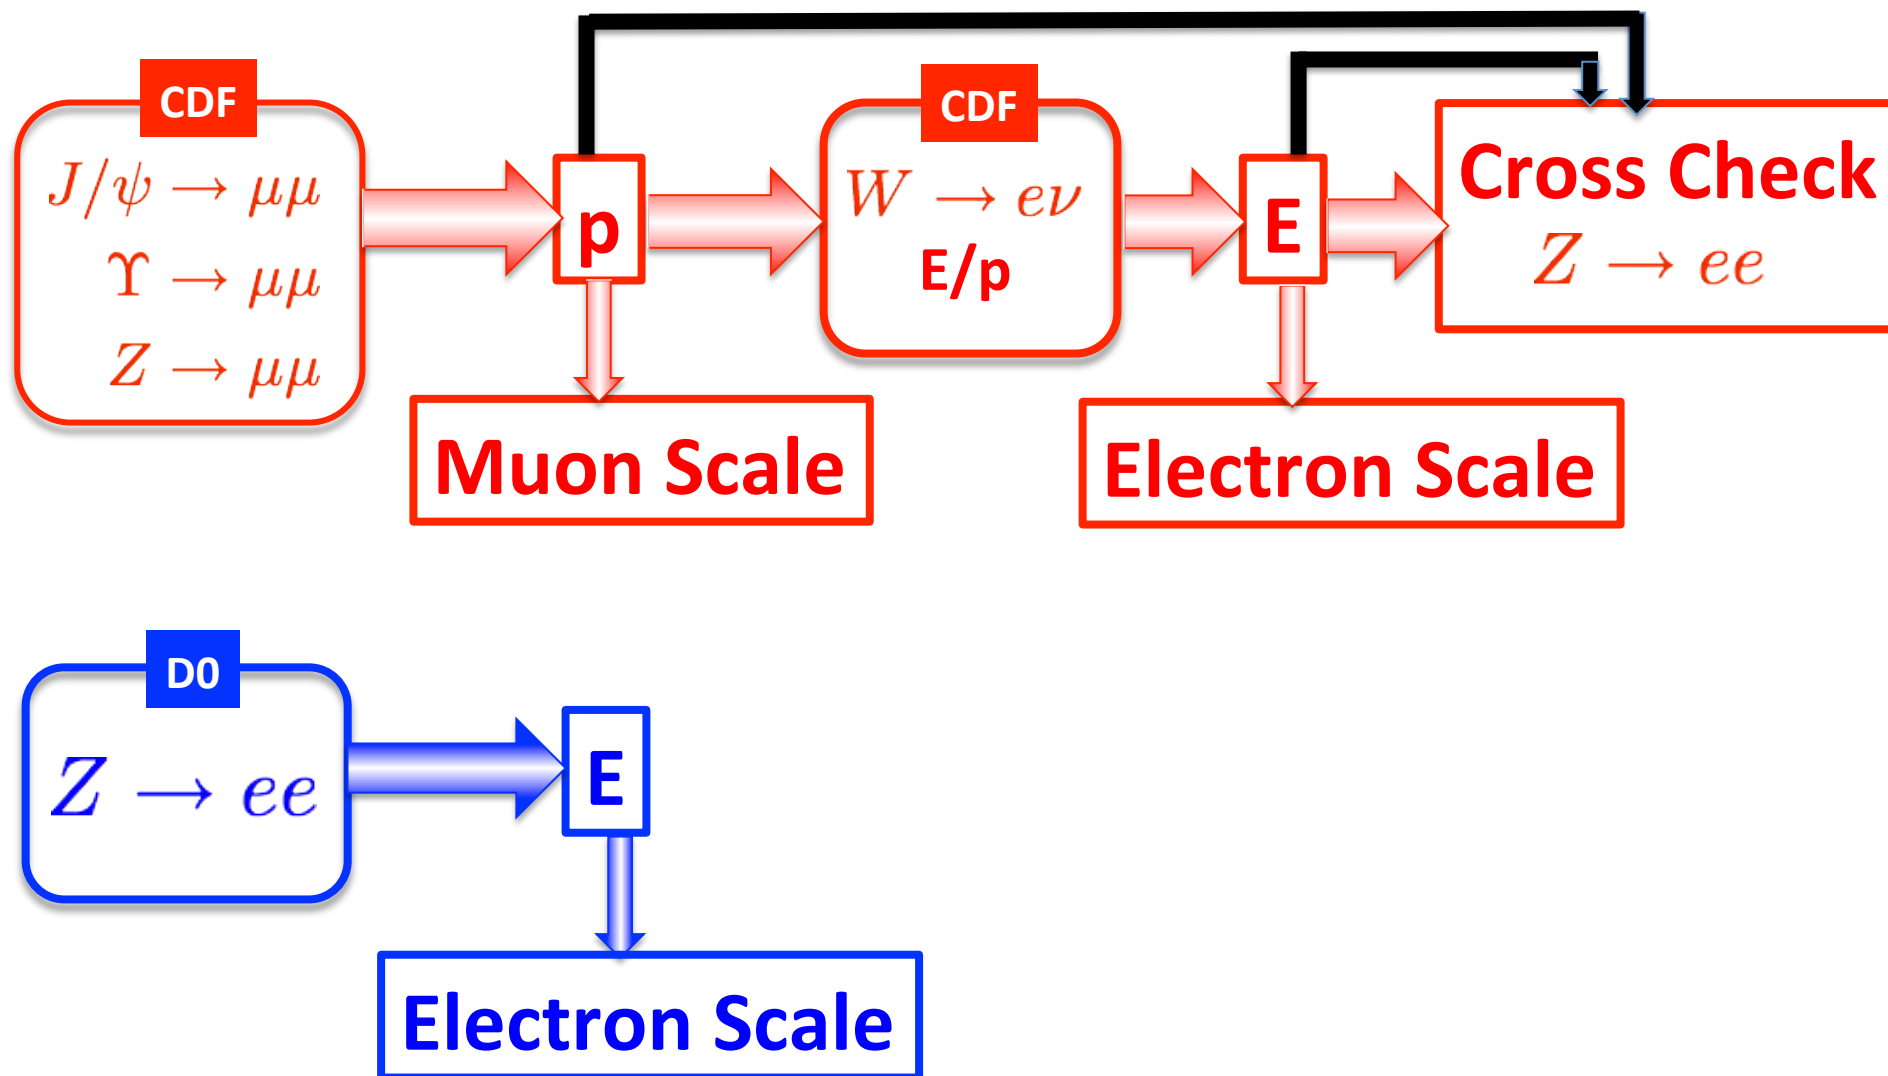 CDF
J/ψ → μμ
Υ → μμ
Z → μμ
p
Muon Scale
CDF
W → eν
E/p
E
Electron Scale
Cross Check
Z → ee
D0
Z → ee
E
Electron Scale